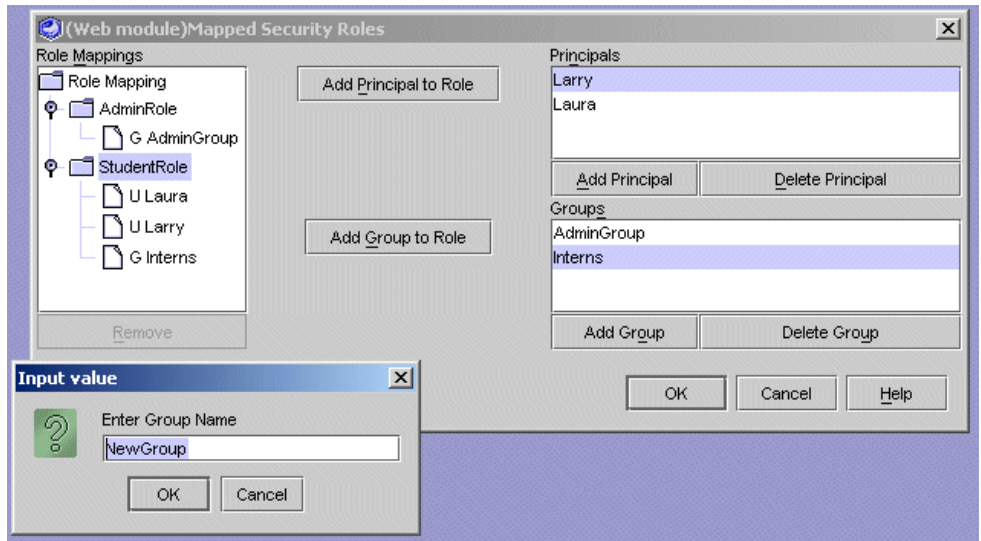 (Web module)Mapped Security Roles
Role Mappings
Role Mapping
AdminRole
G AdminGroup
StudentRole
U Laura
U Larry
G Interns
Remove
Add Principal to Role
Add Group to Role
Principals
Larry
Laura
Add Principal
Delete Principal
Groups
AdminGroup
Interns
Add Group
Delete Group
OK
Cancel
Help
Input value
Enter Group Name
NewGroup
OK
Cancel